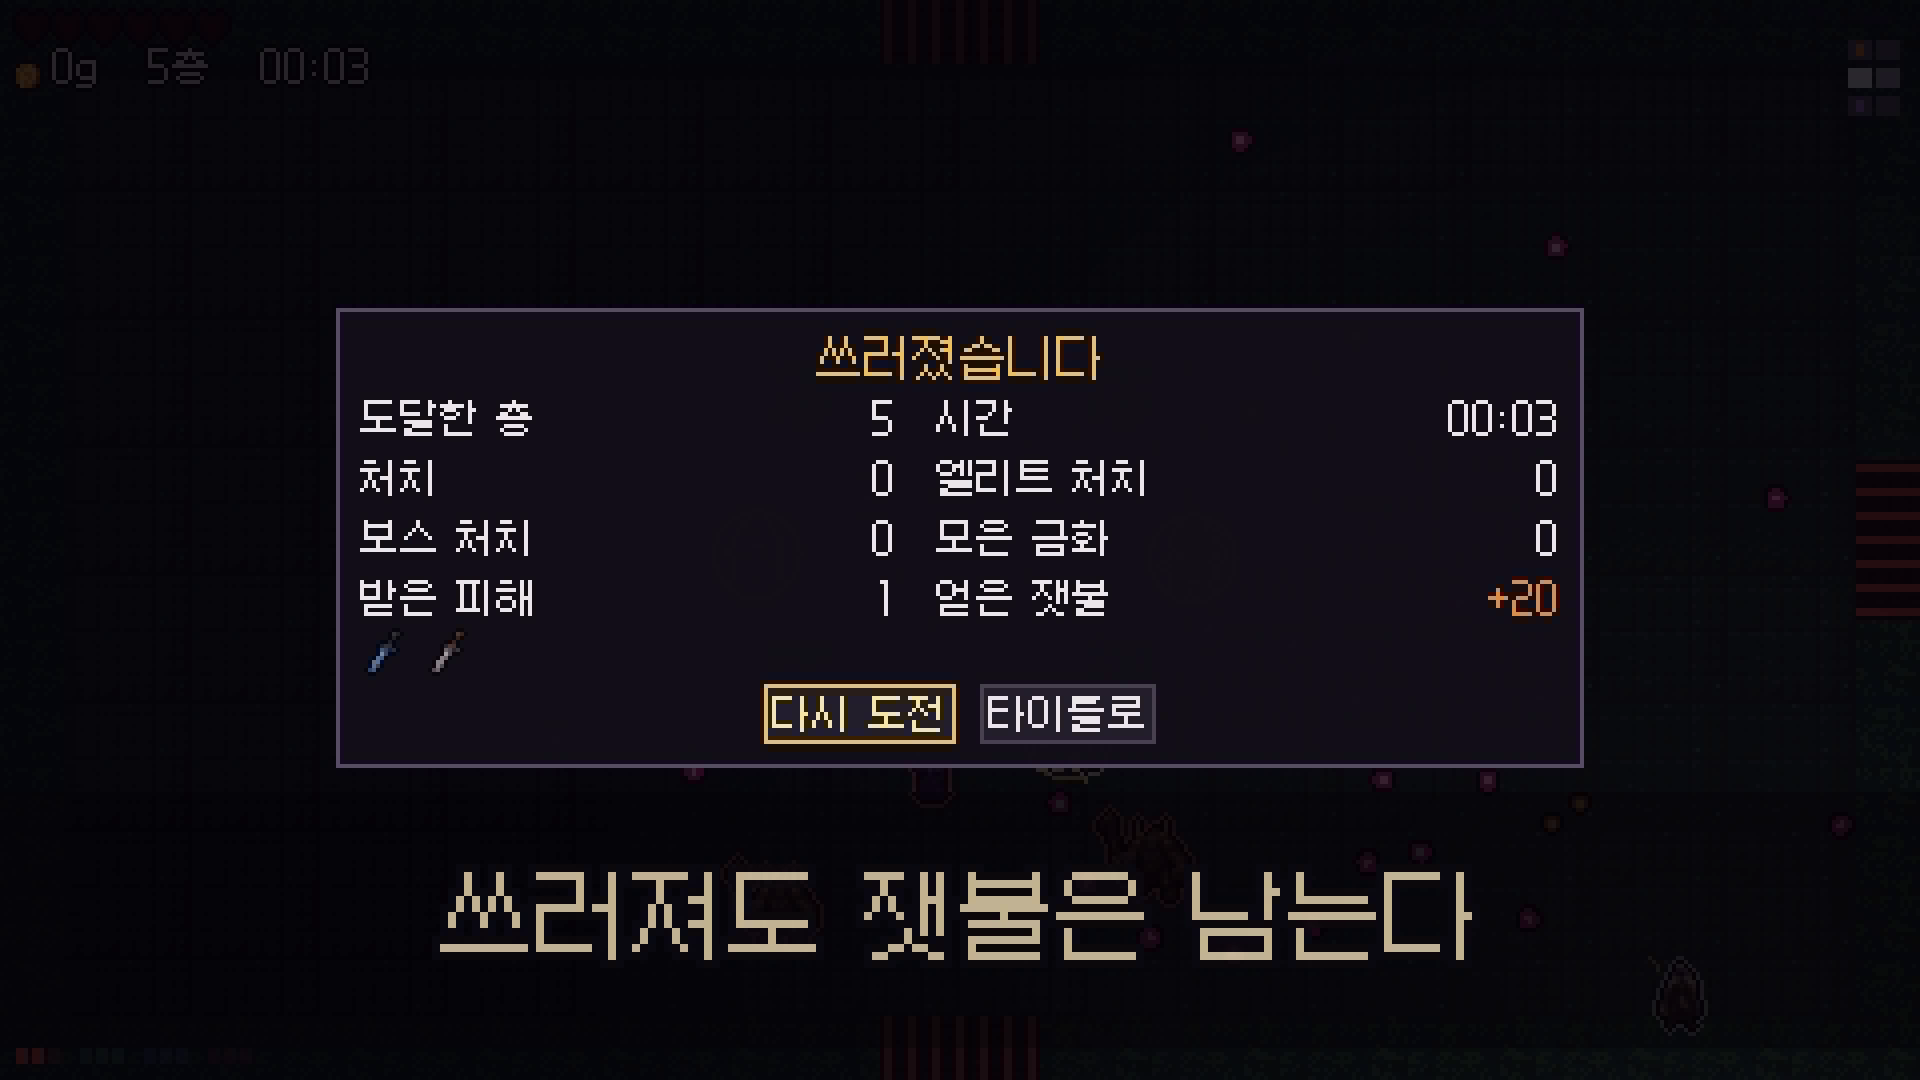 0g 5층 00:03
쓰러졌습니다
도달한 층 5 시간 00:03
처치 0 엘리트 처치 0
보스 처치 0 모은 금화 0
받은 피해 1 얻은 잿불 +20
다시 도전 타이틀로
쓰러져도 잿불은 남는다